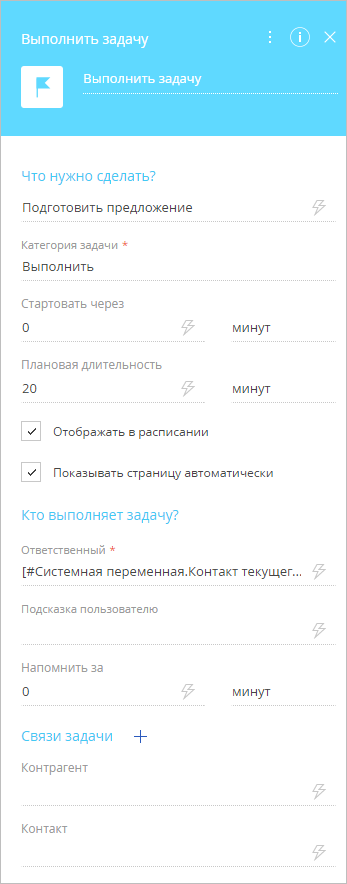 Выполнить задачу
Выполнить задачу
Что нужно сделать?
Подготовить предложение
Категория задачи *
Выполнить
Стартовать через
0 минут
Плановая длительность
20 минут
Отображать в расписании
Показывать страницу автоматически
Кто выполняет задачу?
Ответственный *
[#Системная переменная.Контакт текущег...
Подсказка пользователю
Напомнить за
0 минут
Связи задачи +
Контрагент
Контакт